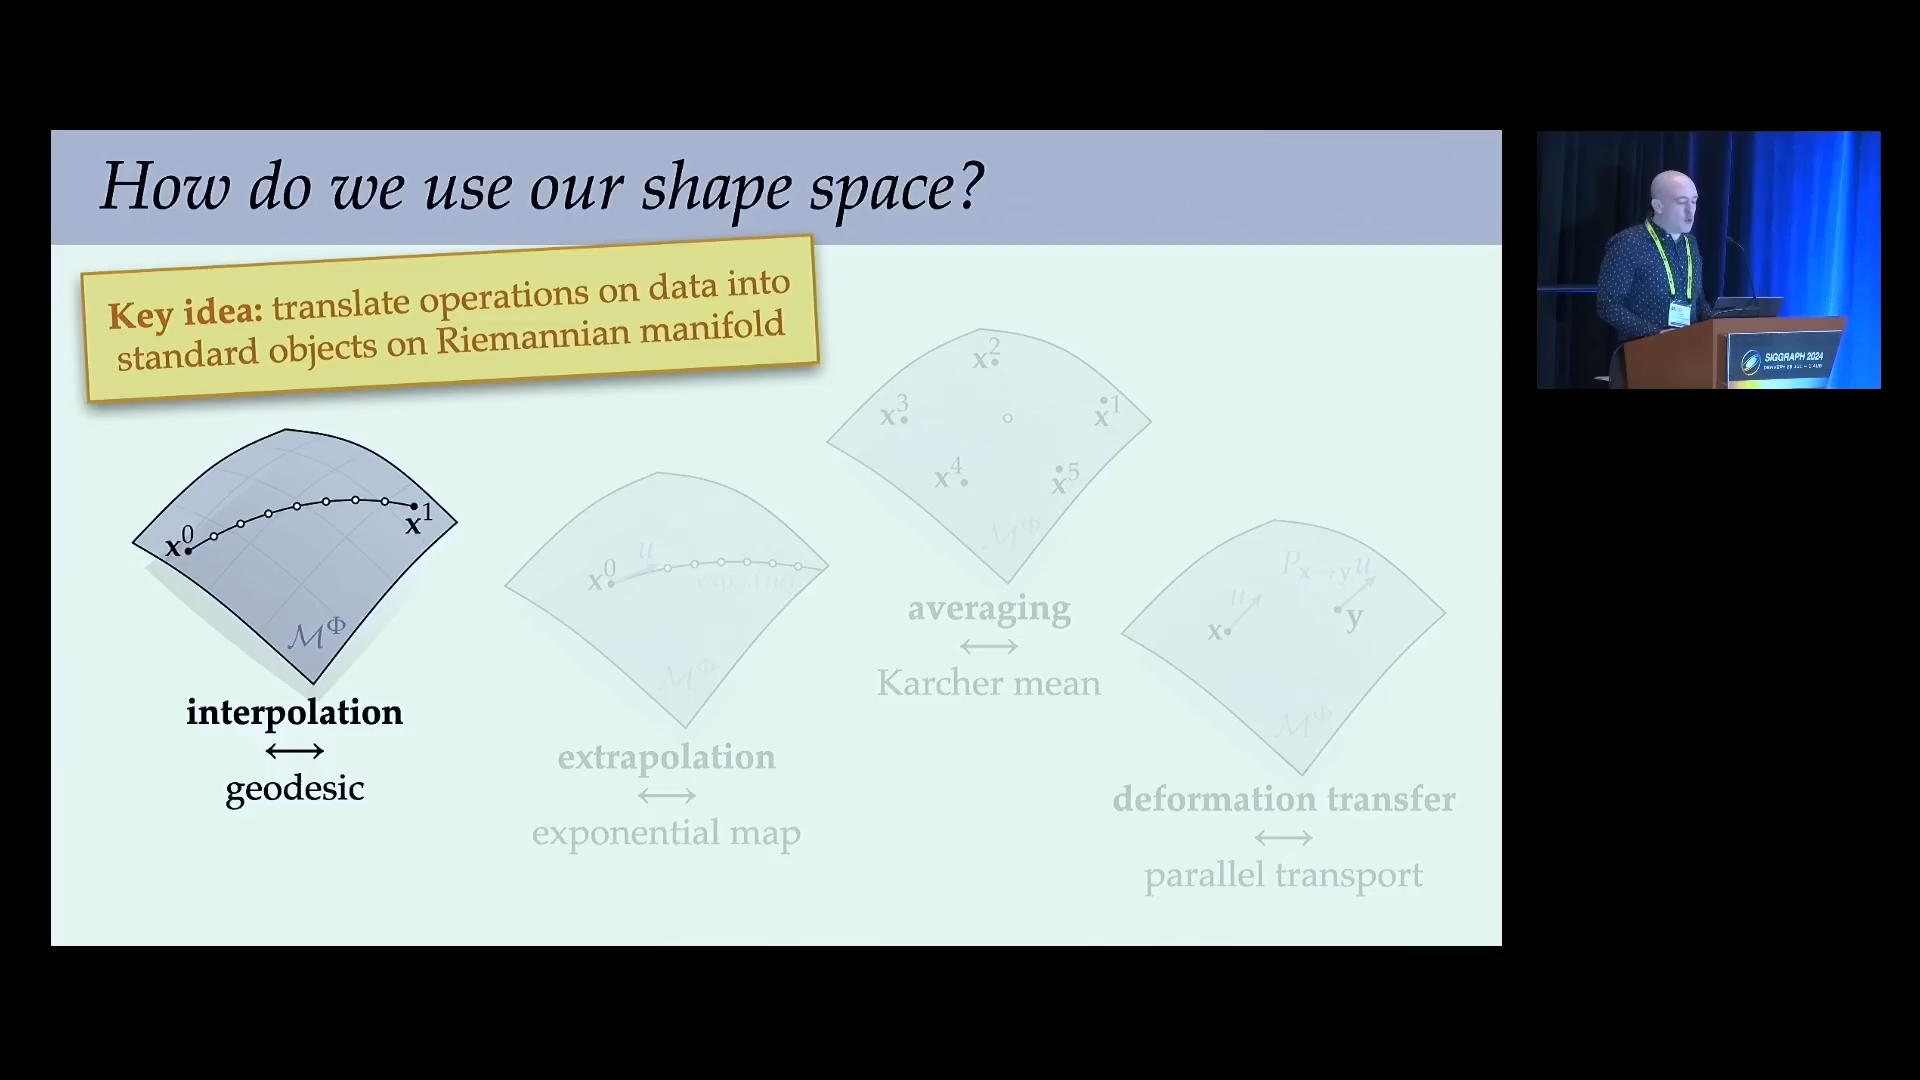 How do we use our shape space?
Key idea: translate operations on data into
standard objects on Riemannian manifold
x⁰
x¹
ℳ^Φ
interpolation
⟷
geodesic
x⁰
u
ℳ^Φ
extrapolation
⟷
exponential map
x²
x³
x¹
x⁴
x⁵
ℳ^Φ
averaging
⟷
Karcher mean
P_{x→y}u
u
x
y
ℳ^Φ
deformation transfer
⟷
parallel transport
SIGGRAPH 2024